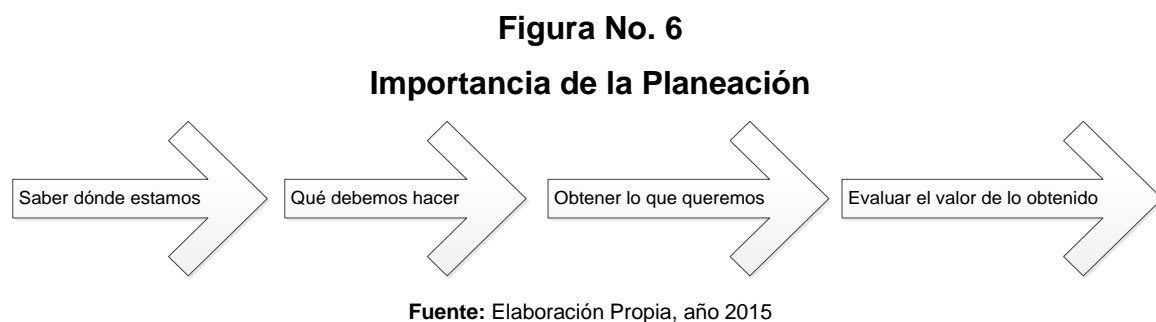 Figura No. 6
Importancia de la Planeación
Saber dónde estamos
Qué debemos hacer
Obtener lo que queremos
Evaluar el valor de lo obtenido
Fuente: Elaboración Propia, año 2015